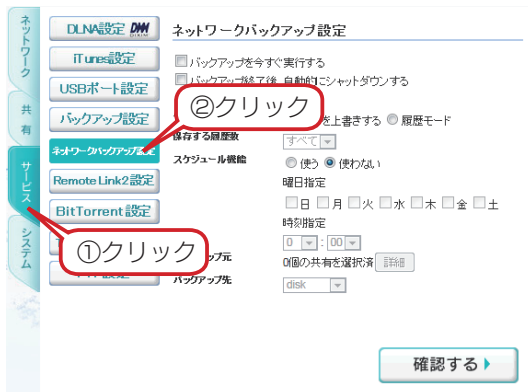 ネットワーク
共有
サービス
システム
DLNA設定
iTunes設定
USBポート設定
バックアップ設定
ネットワークバックアップ設定
Remote Link2設定
BitTorrent設定
①クリック
②クリック
ネットワークバックアップ設定
バックアップを今すぐ実行する
バックアップ終了後、自動的にシャットダウンする
を上書きする 履歴モード
保存する履歴数 すべて
スケジュール機能 使う 使わない
曜日指定
日 月 火 水 木 金 土
時刻指定
0 : 00
0個の共有を選択済 詳細
バックアップ先 disk
確認する